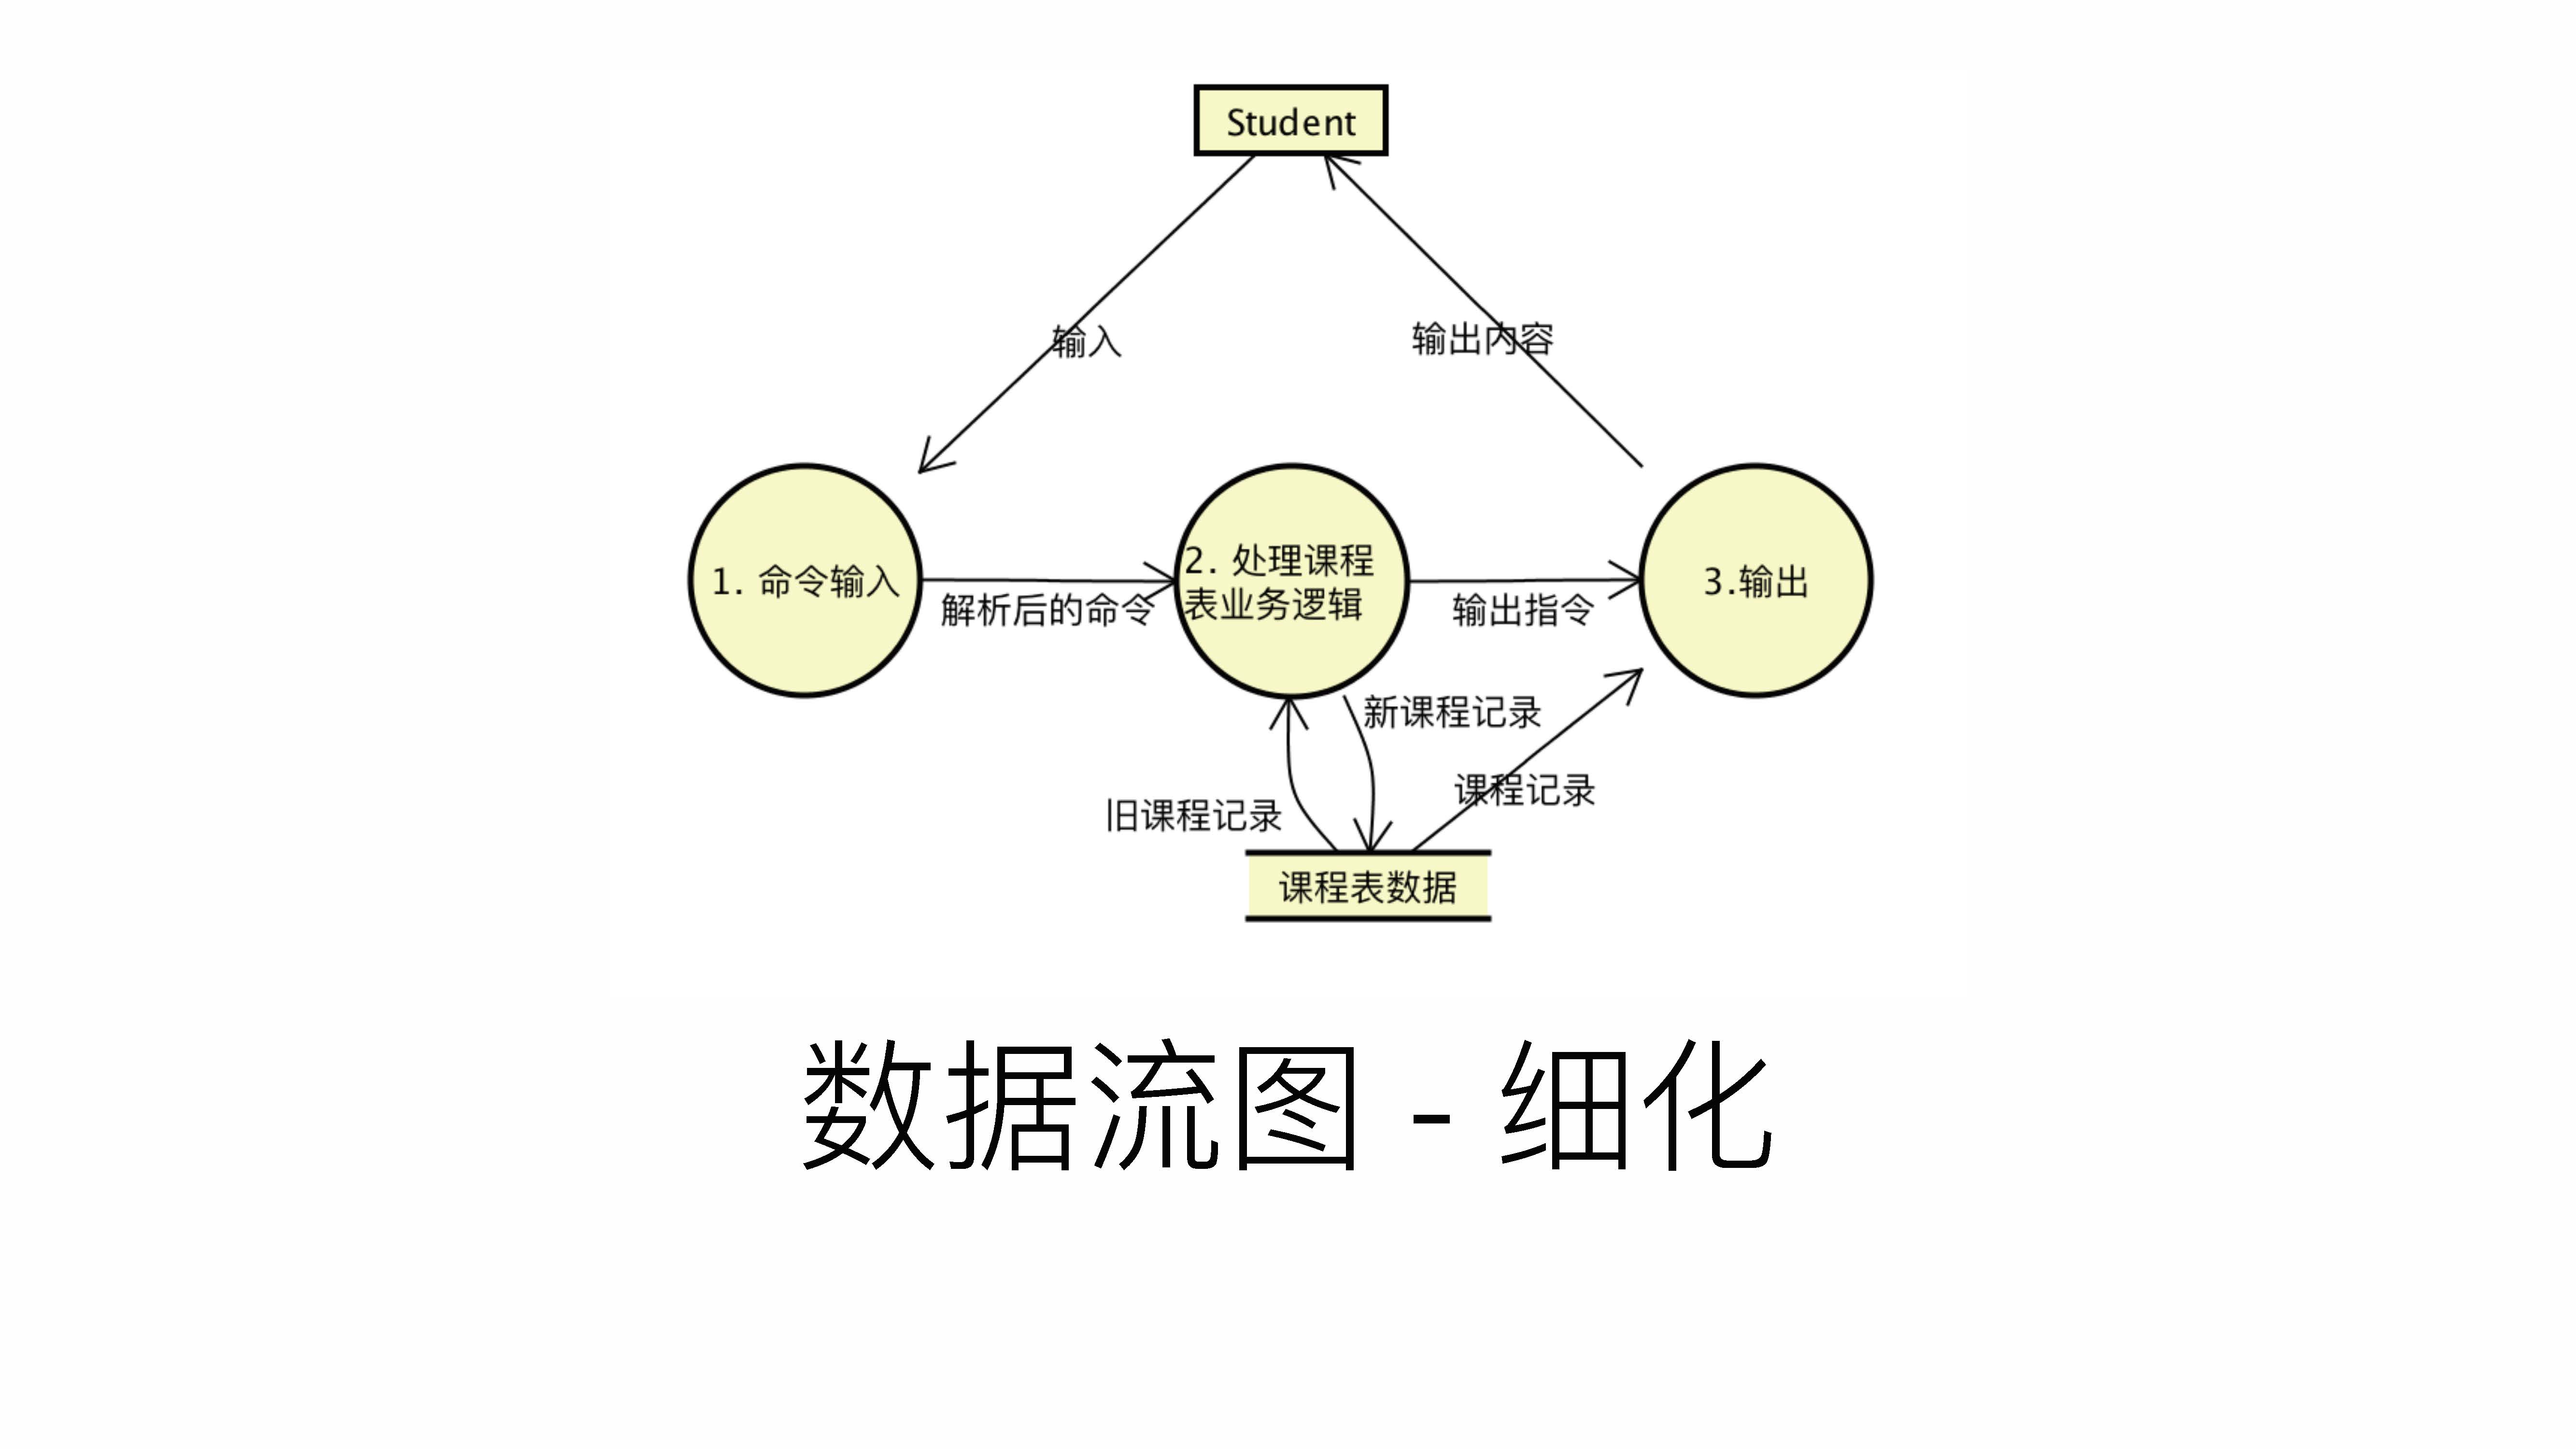 Student
输入
输出内容
1. 命令输入
解析后的命令
2. 处理课程
表业务逻辑
输出指令
3.输出
新课程记录
课程记录
旧课程记录
课程表数据
数据流图 - 细化